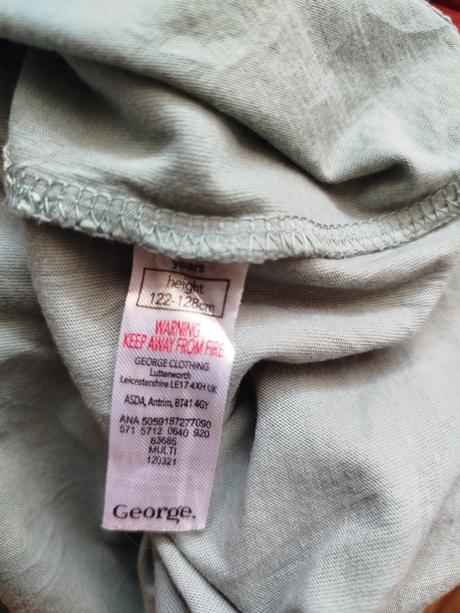 years
height
122-128cm
WARNING
KEEP AWAY FROM FIRE
GEORGE CLOTHING
Lutterworth
Leicestershire LE17 4XH UK
ASDA, Antrim, BT41 4GY
ANA 5059187277090
571 5712 0640 920
83685
MULTI
120321
George.